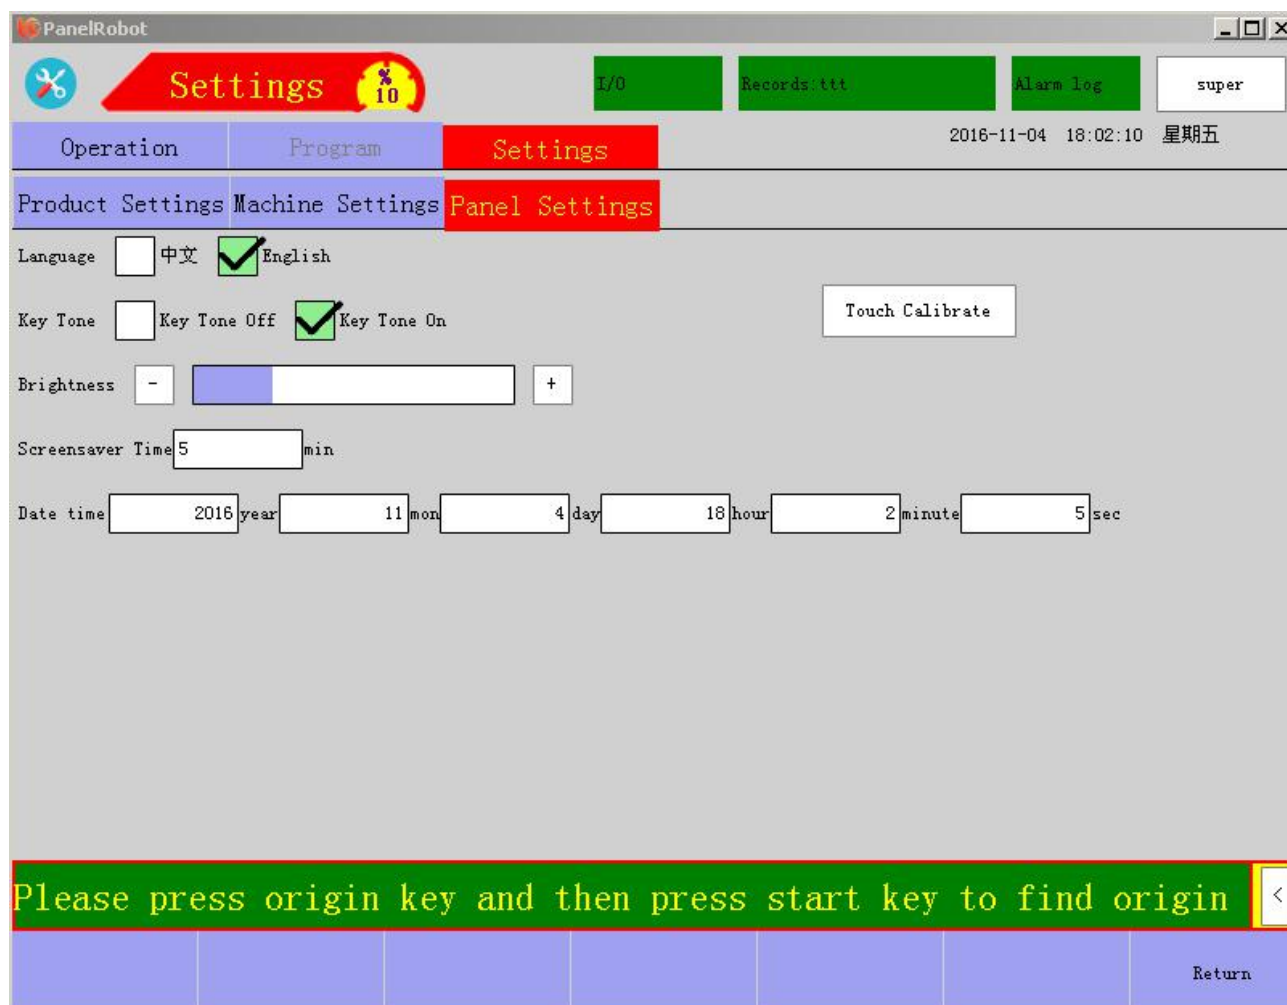 PanelRobot
Settings % 10 I/O Records:ttt Alarm log super
Operation Program Settings 2016-11-04 18:02:10 星期五
Product Settings Machine Settings Panel Settings
Language 中文 English
Key Tone Key Tone Off Key Tone On Touch Calibrate
Brightness - +
Screensaver Time 5 min
Date time 2016 year 11 mon 4 day 18 hour 2 minute 5 sec
Please press origin key and then press start key to find origin <
Return